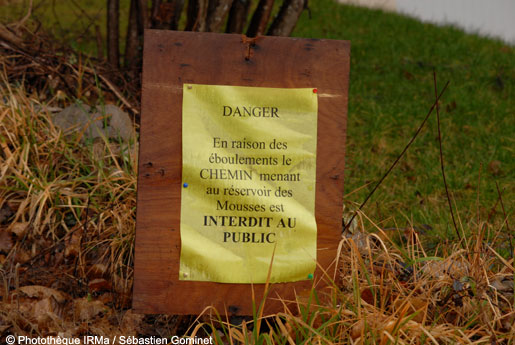 DANGER
En raison des
éboulements le
CHEMIN menant
au réservoir des
Mousses est
INTERDIT AU
PUBLIC
© Photothèque IRMa / Sébastien Gominet